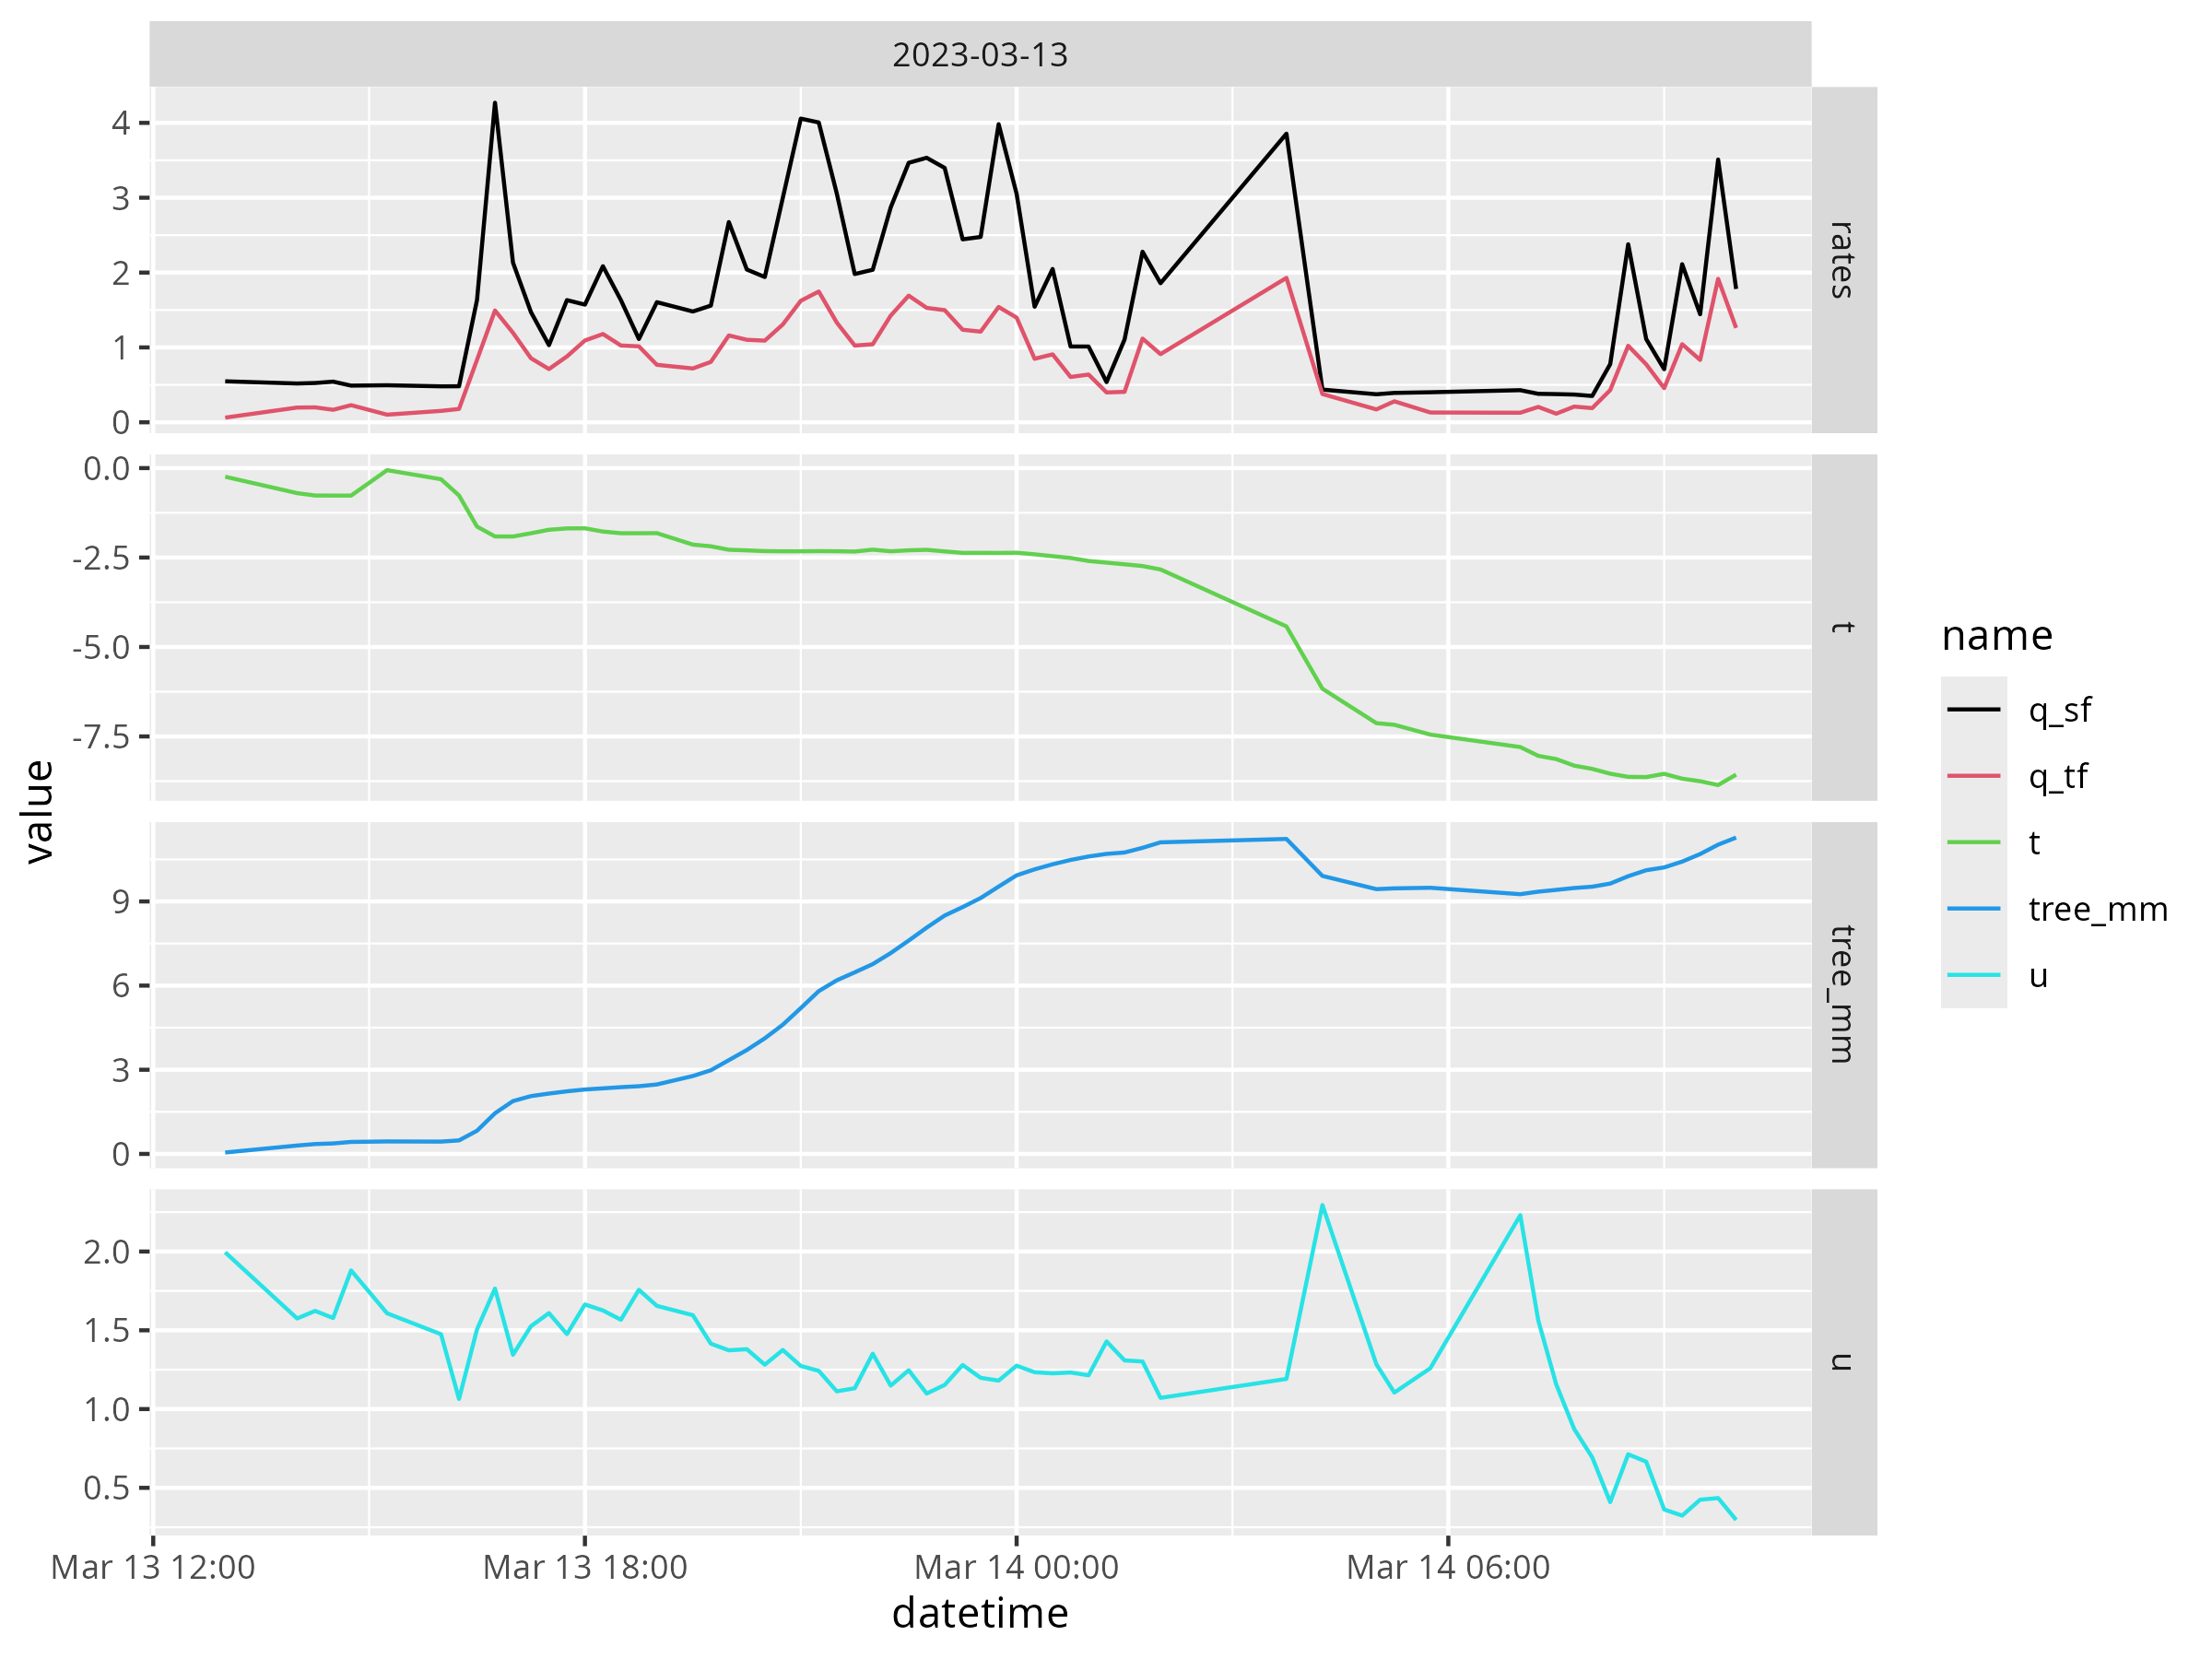 2023-03-13
4
3
2
1
0
rates
0.0
-2.5
-5.0
-7.5
t
9
6
3
0
tree_mm
2.0
1.5
1.0
0.5
u
Mar 13 12:00
Mar 13 18:00
Mar 14 00:00
Mar 14 06:00
datetime
value
name
q_sf
q_tf
t
tree_mm
u